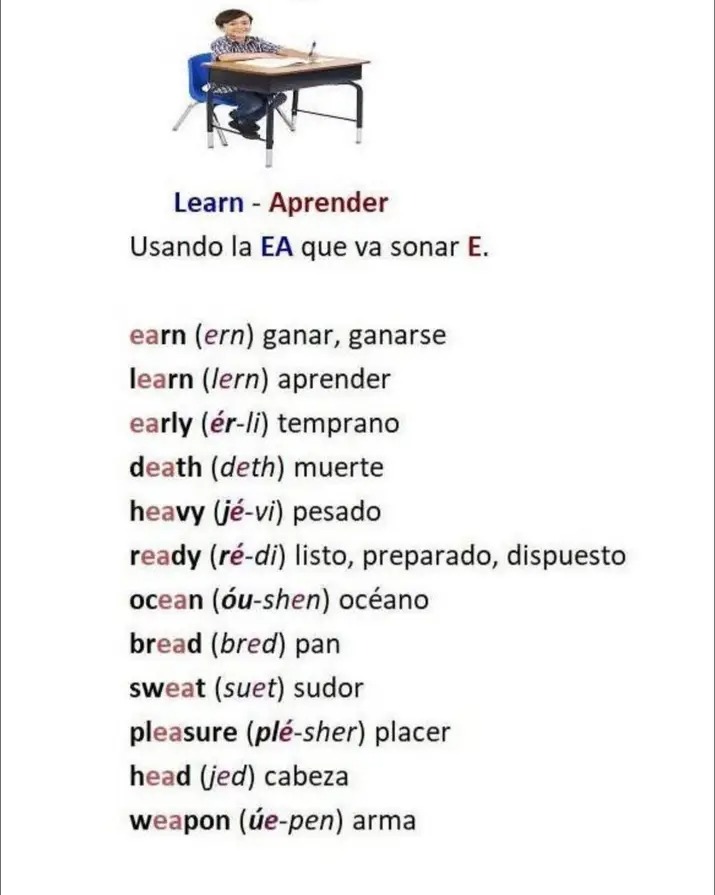 Learn - Aprender
Usando la EA que va sonar E.
earn (ern) ganar, ganarse
learn (lern) aprender
early (ér-li) temprano
death (deth) muerte
heavy (jé-vi) pesado
ready (ré-di) listo, preparado, dispuesto
ocean (óu-shen) océano
bread (bred) pan
sweat (suet) sudor
pleasure (plé-sher) placer
head (jed) cabeza
weapon (úe-pen) arma